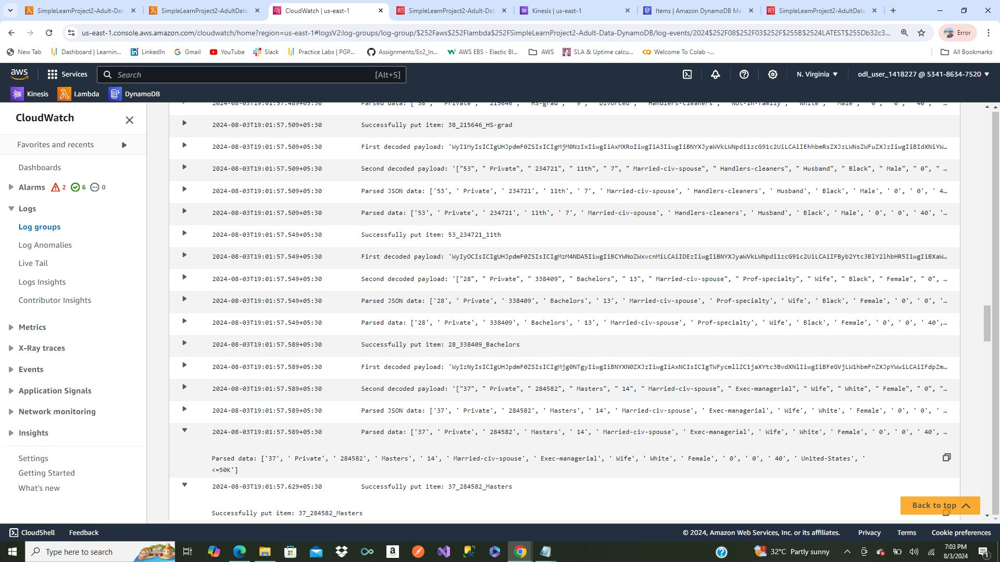 SimpleLearnProject2-Adult-Dat
SimpleLearnProject2-AdultData
CloudWatch | us-east-1
SimpleLearnProject2-Adult-Dat
Kinesis | us-east-1
Items | Amazon DynamoDB Ma
SimpleLearnProject2-AdultData
us-east-1.console.aws.amazon.com/cloudwatch/home?region=us-east-1#logsV2:log-groups/log-group/$252Faws$252Flambda$252FSimpleLearnProject2-Adult-Data-DynamoDB/log-events/2024$252F08$252F03$252F$255B$2524LATEST$255Db32c3...
Error
New Tab
Dashboard | Learnin...
LinkedIn
Gmail
YouTube
Slack
Practice Labs | PGP...
Assignments/Ec2_In...
AWS EBS - Elastic Bl...
AWS
SLA & Uptime calcu...
Welcome To Colab -...
All Bookmarks
aws
Services
Search
[Alt+S]
N. Virginia
odl_user_1418227 @ 5341-8634-7520
Kinesis
Lambda
DynamoDB
CloudWatch
Favorites and recents
Dashboards
Alarms 2 6 0
Logs
Log groups
Log Anomalies
Live Tail
Logs Insights
Contributor Insights
Metrics
X-Ray traces
Events
Application Signals
Network monitoring
Insights
Settings
Getting Started
What's new
2024-08-03T19:01:57.489+05:30 Parsed data: ['38', ' Private', ' 215646', ' HS-grad', ' 9', ' Divorced', ' Handlers-cleaners', ' Not-in-family', ' White', ' Male', ' 0', ' 0', ' 40', …
2024-08-03T19:01:57.509+05:30 Successfully put item: 38_215646_HS-grad
2024-08-03T19:01:57.509+05:30 First decoded payload: 'WyI1MyIsICIgUHJpdmF0ZSIsICIgMjM0NzIxIiwgIiAxMXRoIiwgIiA3IiwgIiBNYXJyaWVkLWNpdi1zcG91c2UiLCAiIEhhbmRsZXJzLWNsZWFuZXJzIiwgIiBIdXNiYW…
2024-08-03T19:01:57.509+05:30 Second decoded payload: '["53", " Private", " 234721", " 11th", " 7", " Married-civ-spouse", " Handlers-cleaners", " Husband", " Black", " Male", " 0", " …
2024-08-03T19:01:57.509+05:30 Parsed JSON data: ['53', ' Private', ' 234721', ' 11th', ' 7', ' Married-civ-spouse', ' Handlers-cleaners', ' Husband', ' Black', ' Male', ' 0', ' 0', ' 4…
2024-08-03T19:01:57.509+05:30 Parsed data: ['53', ' Private', ' 234721', ' 11th', ' 7', ' Married-civ-spouse', ' Handlers-cleaners', ' Husband', ' Black', ' Male', ' 0', ' 0', ' 40', '…
2024-08-03T19:01:57.549+05:30 Successfully put item: 53_234721_11th
2024-08-03T19:01:57.549+05:30 First decoded payload: 'WyIyOCIsICIgUHJpdmF0ZSIsICIgMzM4NDA5IiwgIiBCYWNoZWxvcnMiLCAiIDEzIiwgIiBNYXJyaWVkLWNpdi1zcG91c2UiLCAiIFByb2Ytc3BlY2lhbHR5IiwgIiBXaW…
2024-08-03T19:01:57.549+05:30 Second decoded payload: '["28", " Private", " 338409", " Bachelors", " 13", " Married-civ-spouse", " Prof-specialty", " Wife", " Black", " Female", " 0", …
2024-08-03T19:01:57.549+05:30 Parsed JSON data: ['28', ' Private', ' 338409', ' Bachelors', ' 13', ' Married-civ-spouse', ' Prof-specialty', ' Wife', ' Black', ' Female', ' 0', ' 0', '…
2024-08-03T19:01:57.549+05:30 Parsed data: ['28', ' Private', ' 338409', ' Bachelors', ' 13', ' Married-civ-spouse', ' Prof-specialty', ' Wife', ' Black', ' Female', ' 0', ' 0', ' 40',…
2024-08-03T19:01:57.589+05:30 Successfully put item: 28_338409_Bachelors
2024-08-03T19:01:57.589+05:30 First decoded payload: 'WyIzNyIsICIgUHJpdmF0ZSIsICIgMjg0NTgyIiwgIiBNYXN0ZXJzIiwgIiAxNCIsICIgTWFycmllZC1jaXYtc3BvdXNlIiwgIiBFeGVjLW1hbmFnZXJpYWwiLCAiIFdpZm…
2024-08-03T19:01:57.589+05:30 Second decoded payload: '["37", " Private", " 284582", " Masters", " 14", " Married-civ-spouse", " Exec-managerial", " Wife", " White", " Female", " 0", "…
2024-08-03T19:01:57.589+05:30 Parsed JSON data: ['37', ' Private', ' 284582', ' Masters', ' 14', ' Married-civ-spouse', ' Exec-managerial', ' Wife', ' White', ' Female', ' 0', ' 0', ' …
2024-08-03T19:01:57.589+05:30 Parsed data: ['37', ' Private', ' 284582', ' Masters', ' 14', ' Married-civ-spouse', ' Exec-managerial', ' Wife', ' White', ' Female', ' 0', ' 0', ' 40', …
Parsed data: ['37', ' Private', ' 284582', ' Masters', ' 14', ' Married-civ-spouse', ' Exec-managerial', ' Wife', ' White', ' Female', ' 0', ' 0', ' 40', ' United-States', '
<=50K']
2024-08-03T19:01:57.629+05:30 Successfully put item: 37_284582_Masters
Successfully put item: 37_284582_Masters
Back to top
CloudShell
Feedback
© 2024, Amazon Web Services, Inc. or its affiliates.
Privacy
Terms
Cookie preferences
Type here to search
1
32°C Partly sunny
7:03 PM
8/3/2024
1